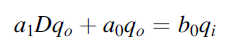 a₁Dqₒ + a₀qₒ = b₀qᵢ